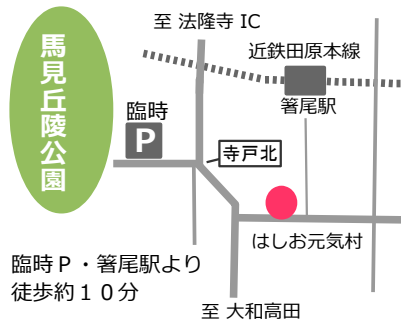 至 法隆寺 IC
近鉄田原本線
馬見丘陵公園
箸尾駅
臨時
P
寺戸北
はしお元気村
臨時Ｐ・箸尾駅より
徒歩約１０分
至 大和高田